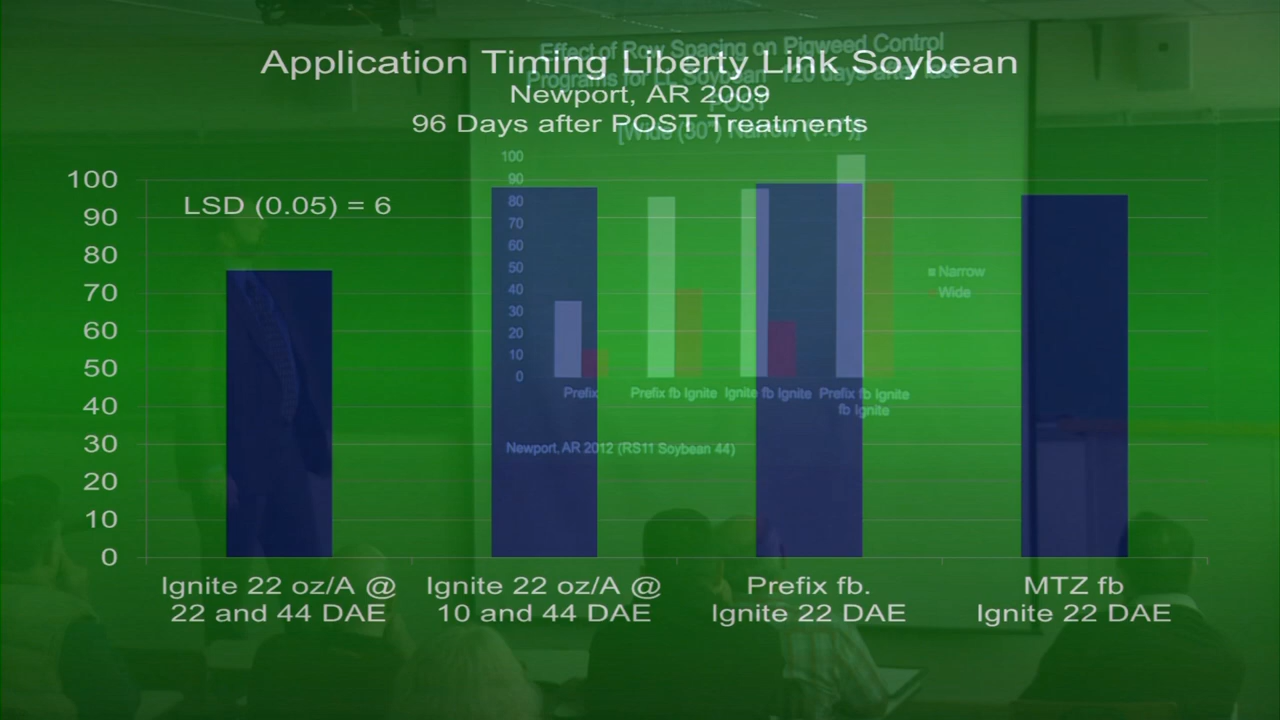 Application Timing Liberty Link Soybean
Newport, AR 2009
96 Days after POST Treatments
LSD (0.05) = 6
100
90
80
70
60
50
40
30
20
10
0
Ignite 22 oz/A @
22 and 44 DAE
Ignite 22 oz/A @
10 and 44 DAE
Prefix fb.
Ignite 22 DAE
MTZ fb
Ignite 22 DAE
Effect of Row Spacing on Pigweed Control
Programs for LL Soybean 120 days after last
POST
[Wide (30") Narrow (7.5")]
100
90
80
70
60
50
40
30
20
10
0
Narrow
Wide
Prefix
Prefix fb Ignite
Ignite fb Ignite
Prefix fb Ignite
fb Ignite
Newport, AR 2012 (RS11 Soybean 44)